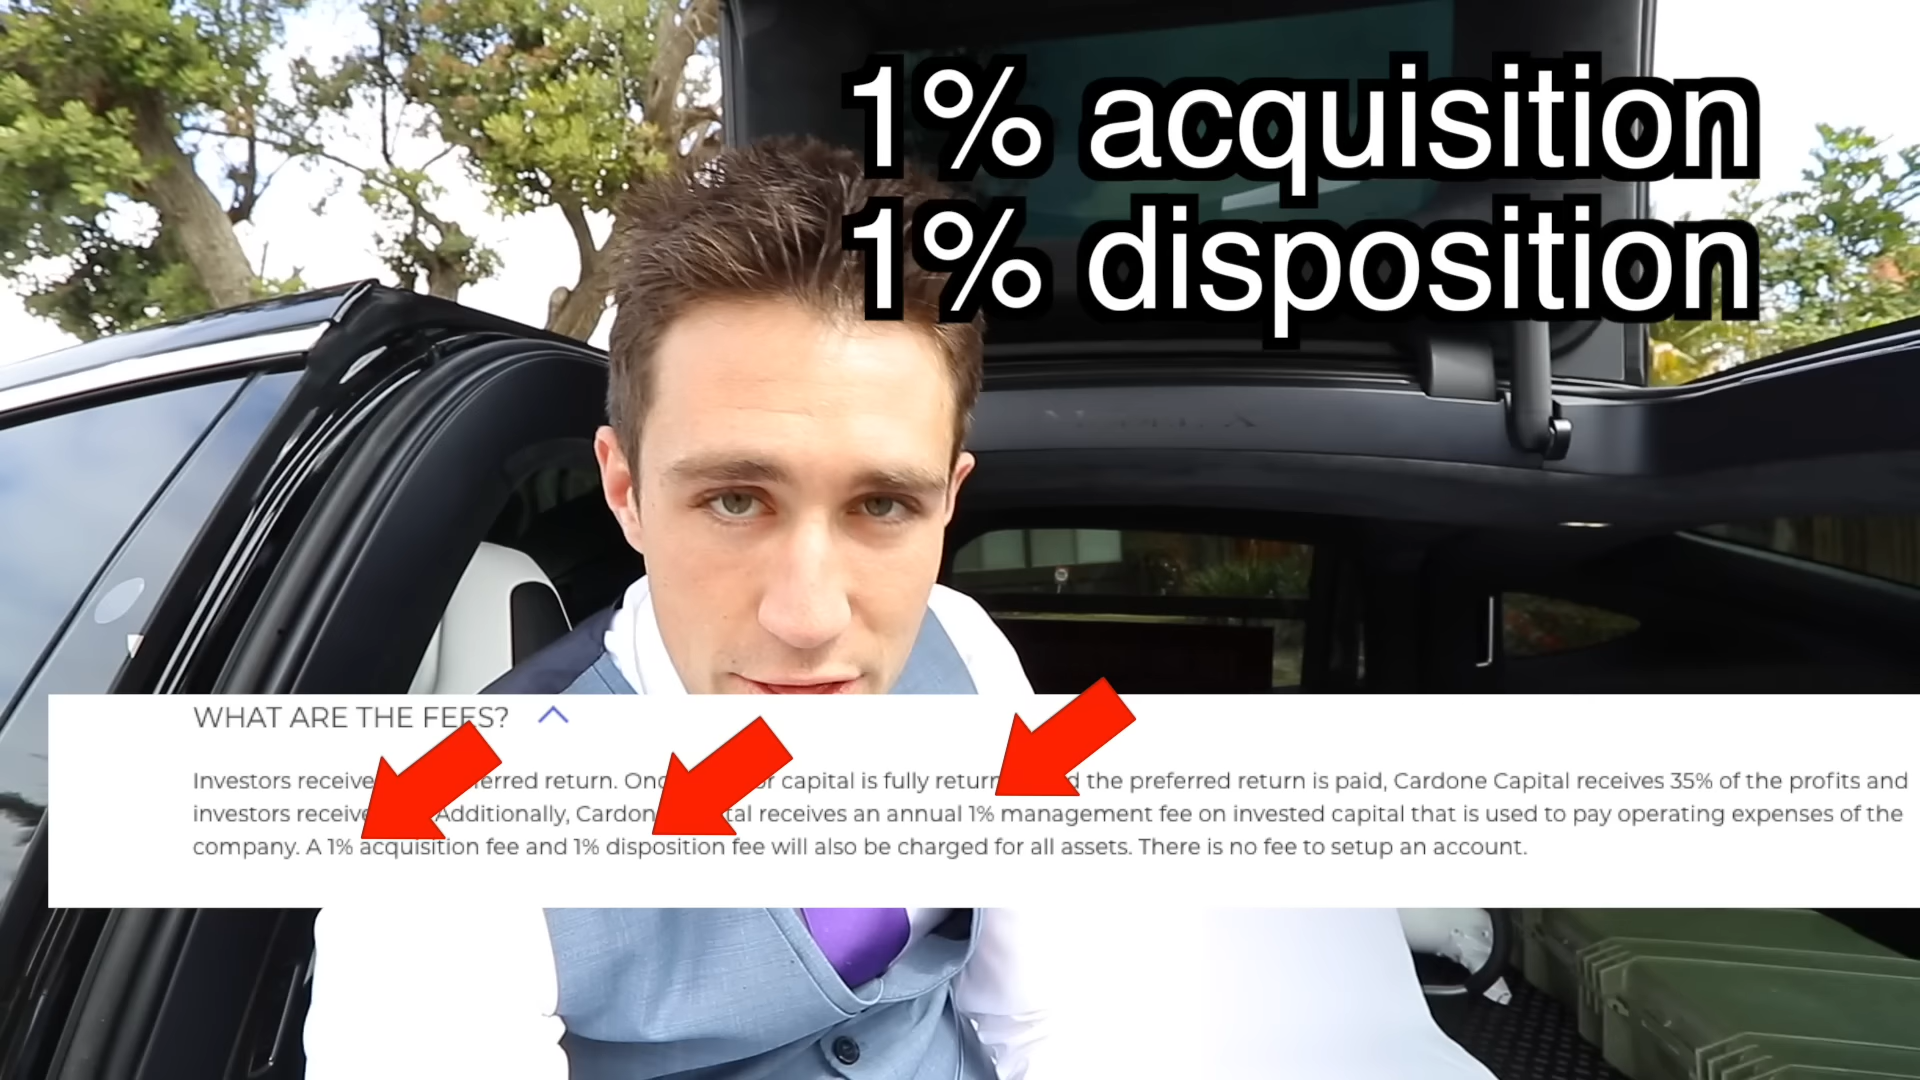 1% acquisition
1% disposition
WHAT ARE THE FEES?
Investors receive erred return. capital is fully return the preferred return is paid, Cardone Capital receives 35% of the profits and
investors receive Additionally, Cardon tal receives an annual 1% management fee on invested capital that is used to pay operating expenses of the
company. A 1% acquisition fee and 1% disposition fee will also be charged for all assets. There is no fee to setup an account.